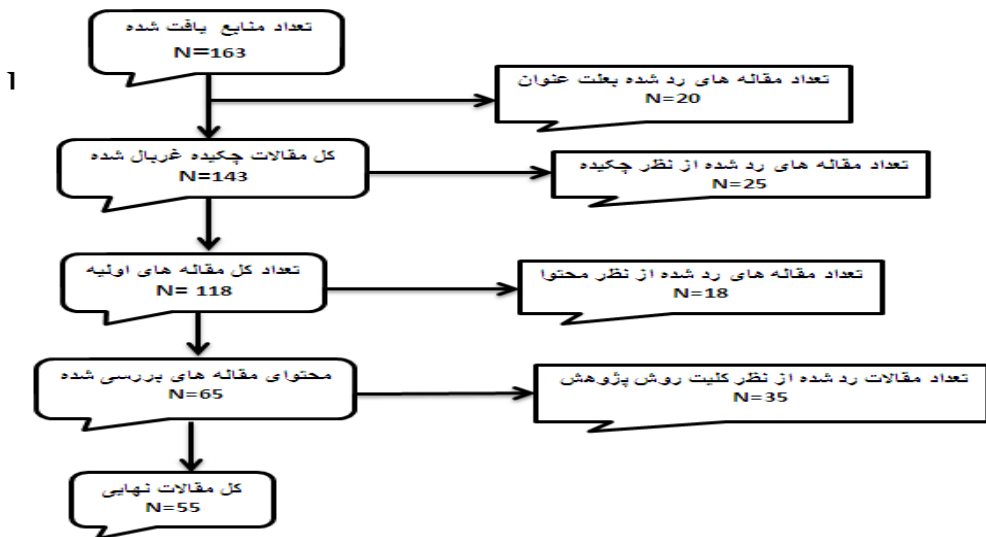 تعداد منابع یافت شده
N=163
تعداد مقاله های رد شده بعلت عنوان
N=20
کل مقالات چکیده غربال شده
N=143
تعداد مقاله های رد شده از نظر چکیده
N=25
تعداد کل مقاله های اولیه
N= 118
تعداد مقاله های رد شده از نظر محتوا
N=18
محتوای مقاله های بررسی شده
N=65
تعداد مقالات رد شده از نظر کلیت روش پژوهش
N=35
کل مقالات نهایی
N=55